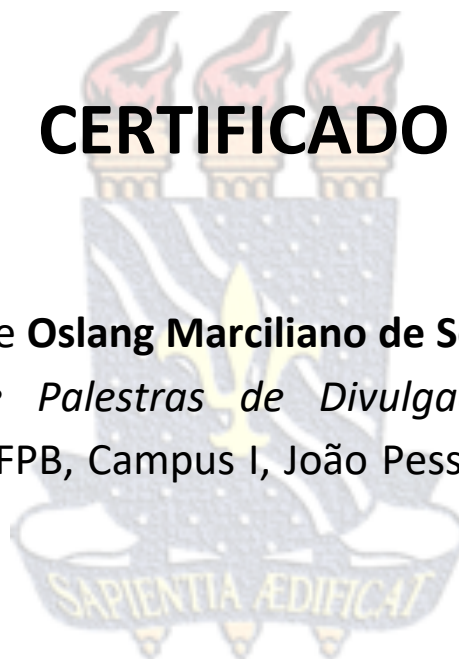 CERTIFICADO
e Oslang Marciliano de S
e Palestras de Divulga
FPB, Campus I, João Pess
SAPIENTIA ÆDIFICAT